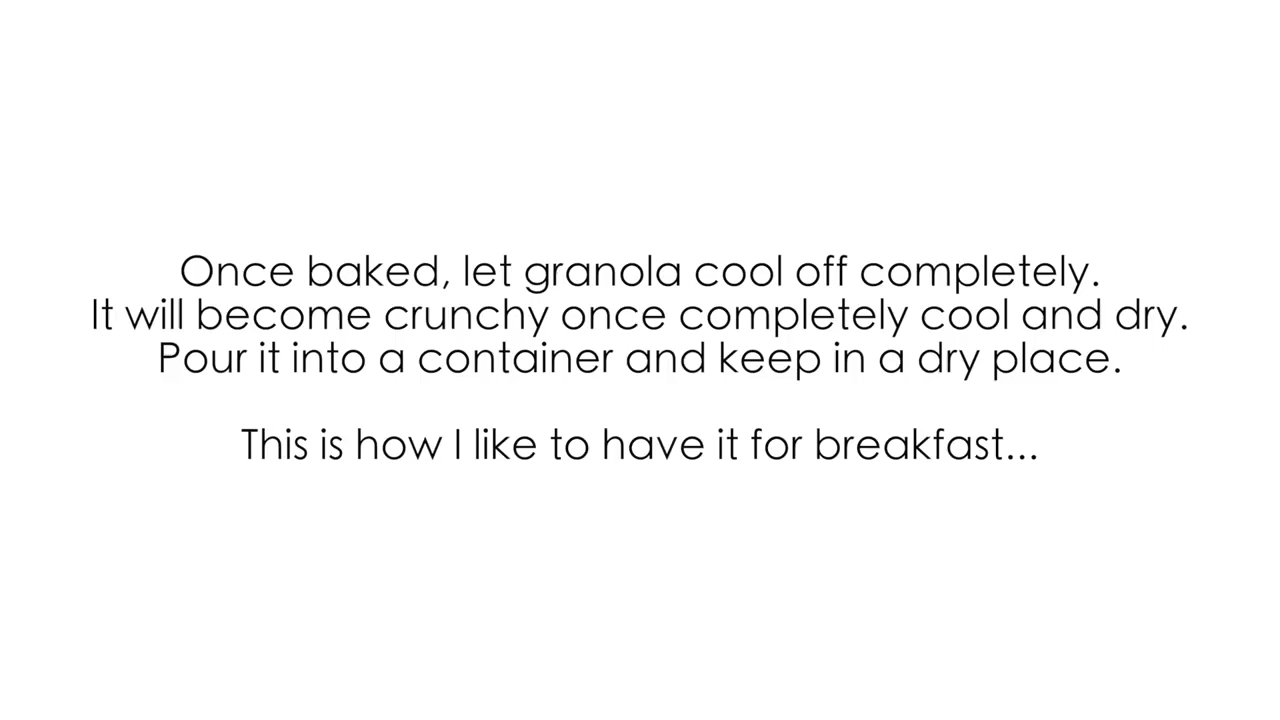 Once baked, let granola cool off completely.
It will become crunchy once completely cool and dry.
Pour it into a container and keep in a dry place.
This is how I like to have it for breakfast...